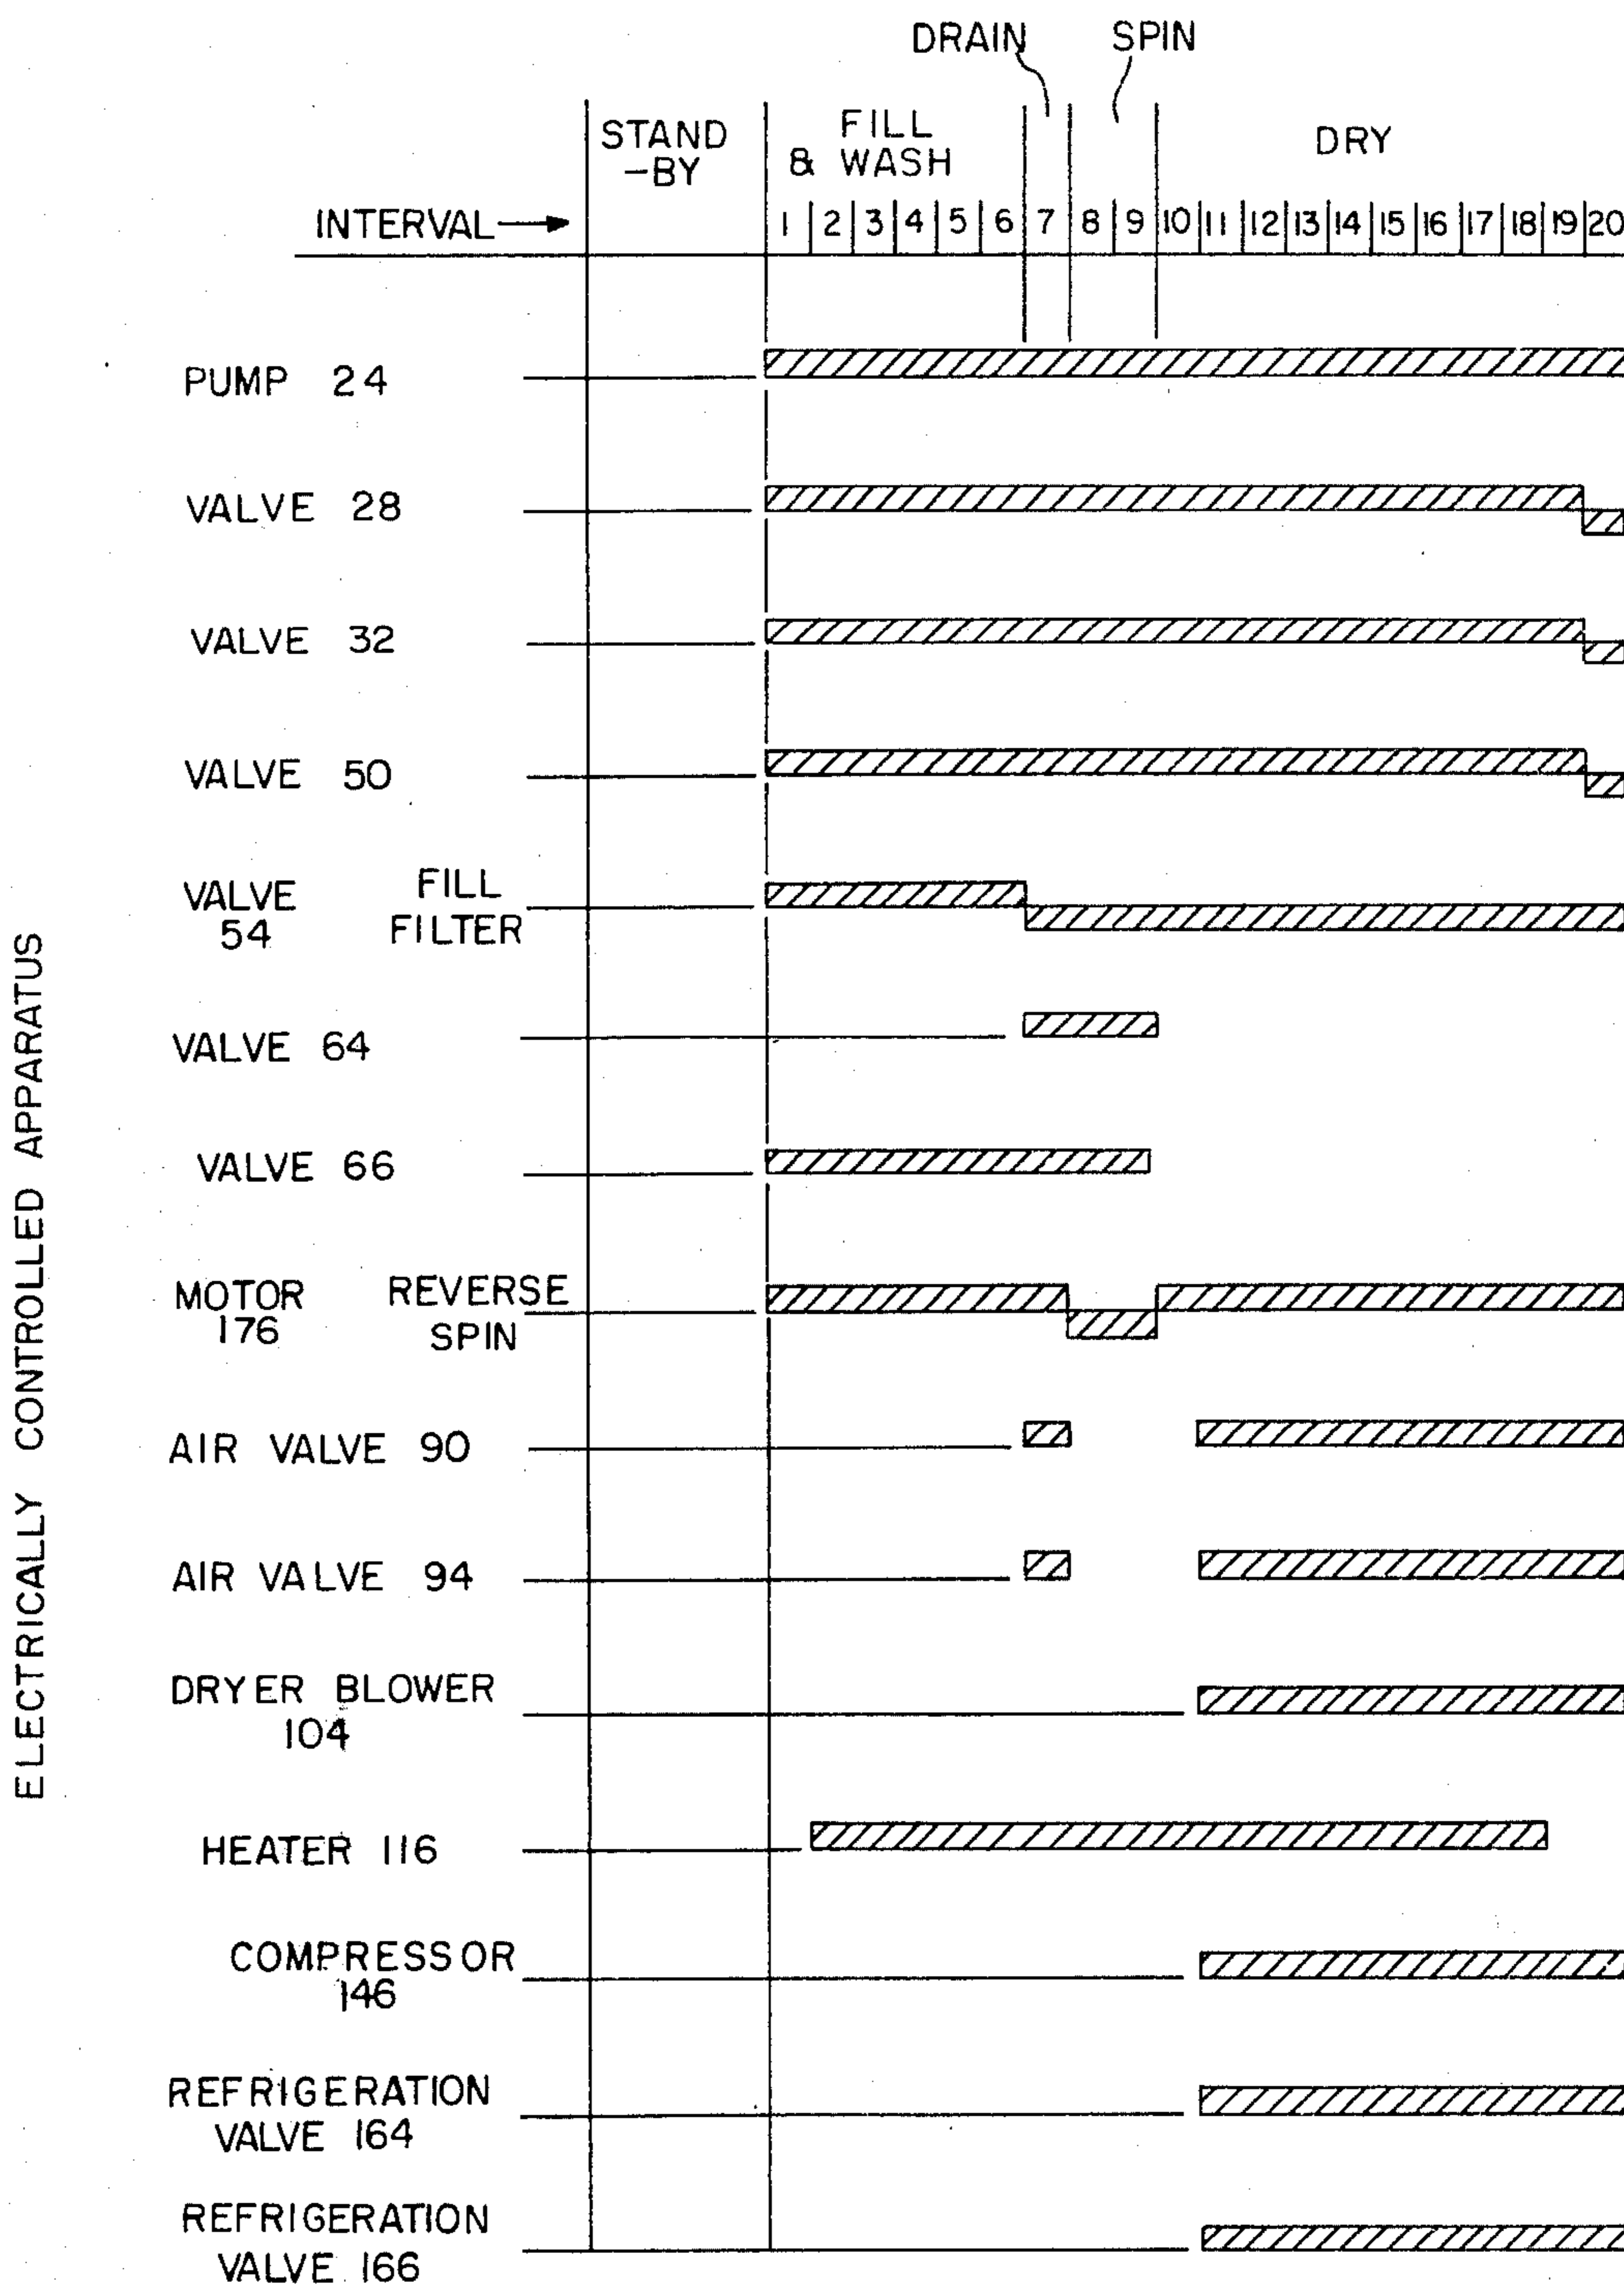 DRAIN SPIN
STAND
-BY
FILL
& WASH
DRY
INTERVAL
1 2 3 4 5 6 7 8 9 10 11 12 13 14 15 16 17 18 19 20
ELECTRICALLY CONTROLLED APPARATUS
PUMP 24
VALVE 28
VALVE 32
VALVE 50
VALVE
54
FILL
FILTER
VALVE 64
VALVE 66
MOTOR
176
REVERSE
SPIN
AIR VALVE 90
AIR VALVE 94
DRYER BLOWER
104
HEATER 116
COMPRESSOR
146
REFRIGERATION
VALVE 164
REFRIGERATION
VALVE 166